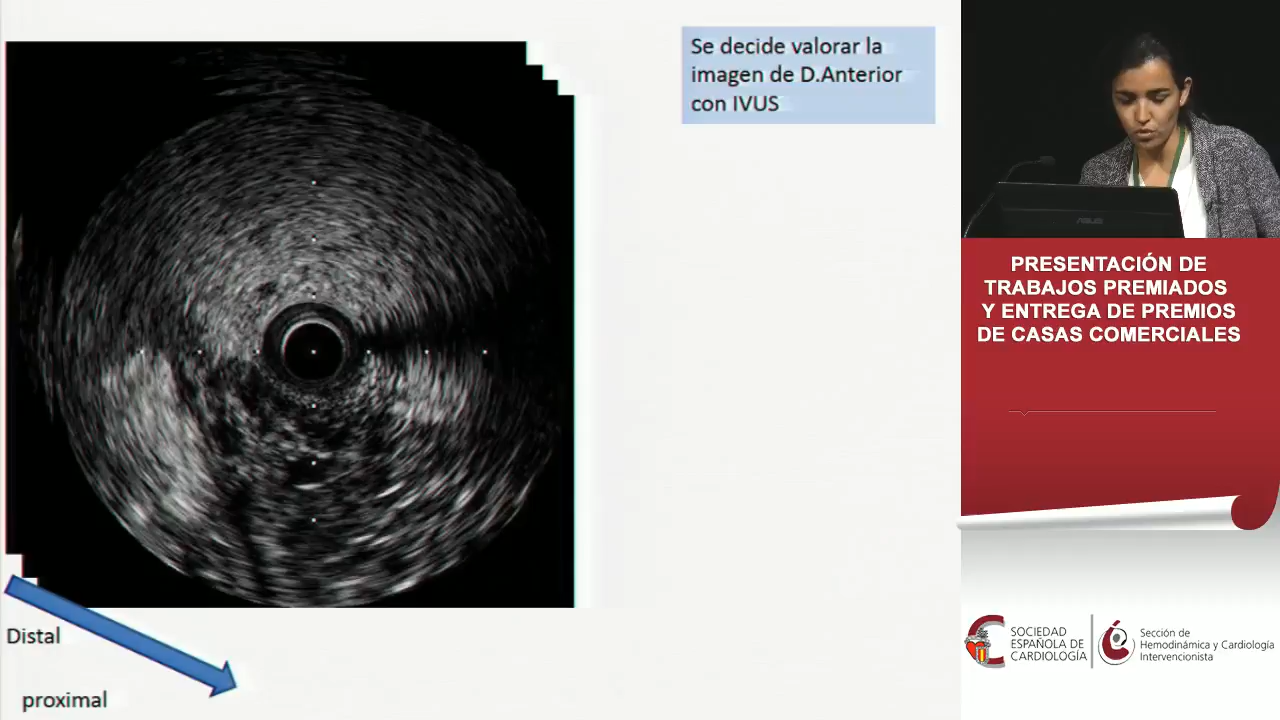 Se decide valorar la
imagen de D.Anterior
con IVUS
Distal
proximal
ASUS
PRESENTACIÓN DE
TRABAJOS PREMIADOS
Y ENTREGA DE PREMIOS
DE CASAS COMERCIALES
SOCIEDAD
ESPAÑOLA DE
CARDIOLOGÍA
Sección de
Hemodinámica y Cardiología
Intervencionista